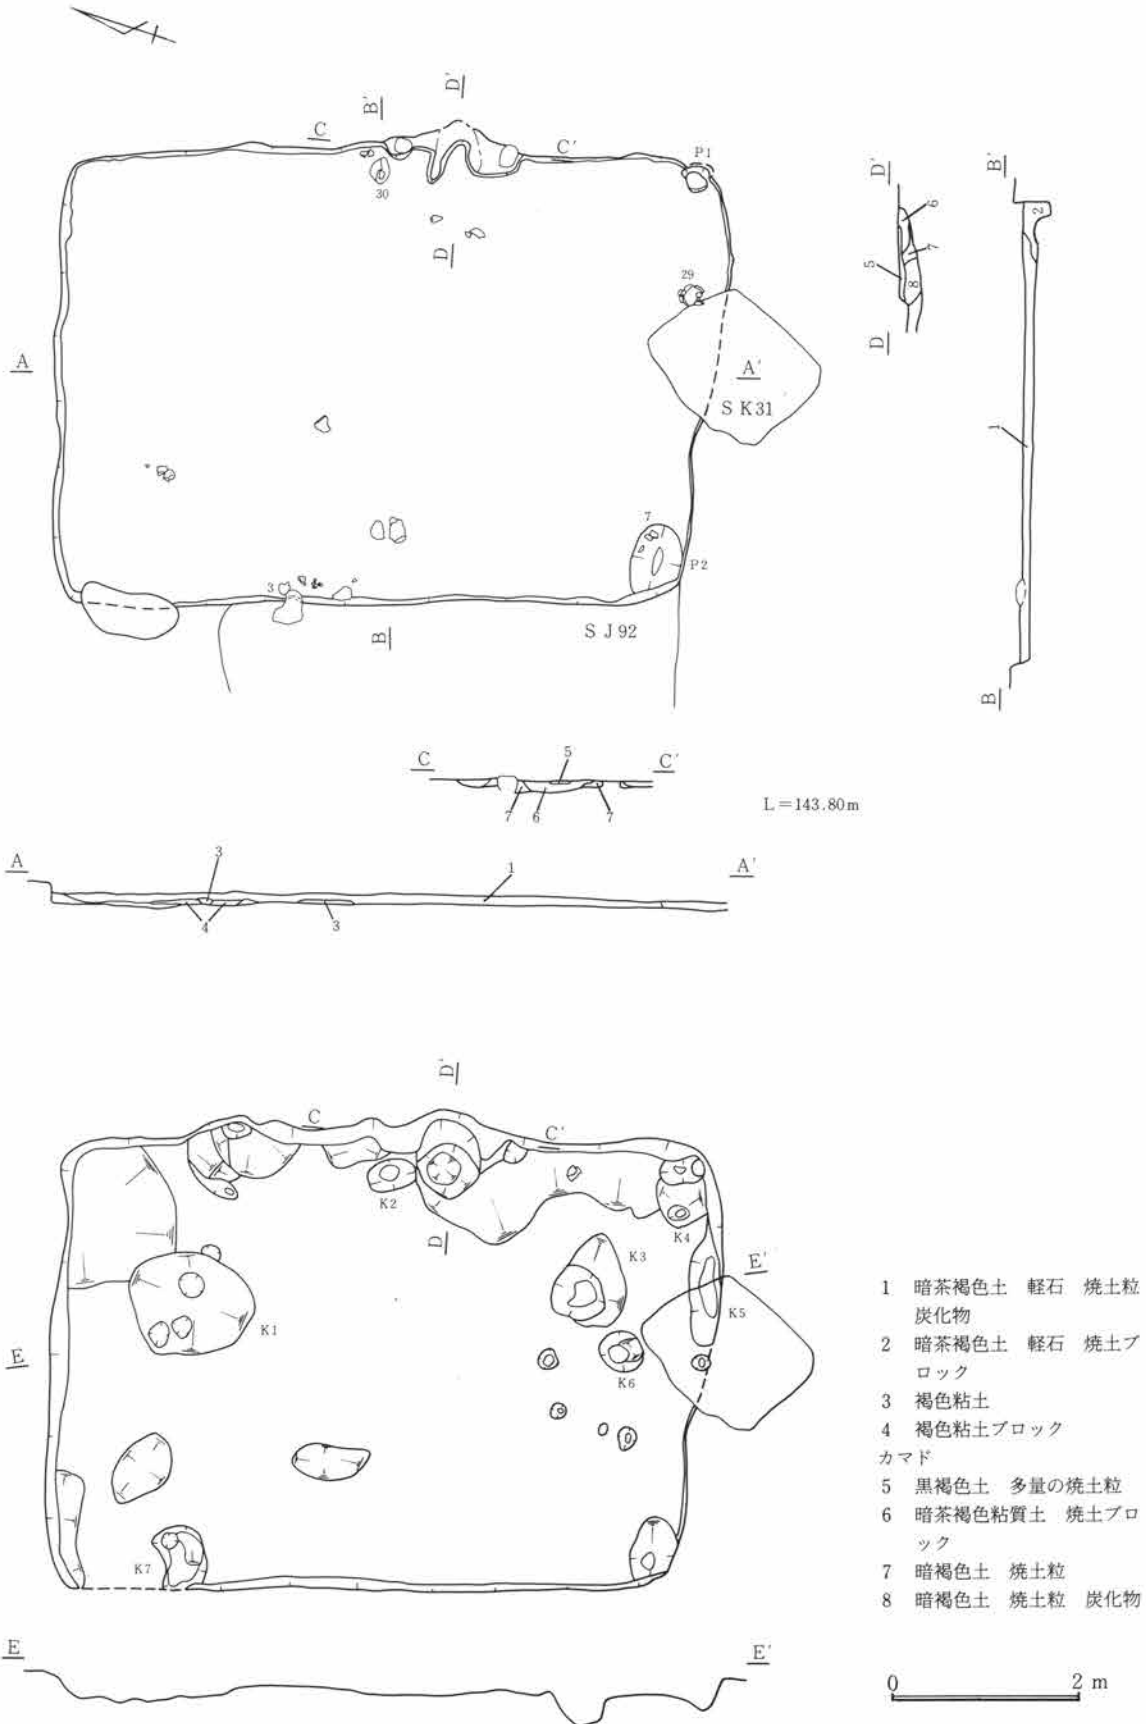 D'
B'
C
C'
P1
30
D
29
A
A'
SK31
7
P2
3
B
SJ92
D'
6
7
5
8
D
B'
2
1
B
C
5
C'
7
6
7
L=143.80m
A
3
1
A'
4
3
D'
C
C'
K2
D
K4
K3
E'
K1
K5
E
K6
K7
1 暗茶褐色土 軽石 焼土粒
炭化物
2 暗茶褐色土 軽石 焼土ブ
ロック
3 褐色粘土
4 褐色粘土ブロック
カマド
5 黒褐色土 多量の焼土粒
6 暗茶褐色粘質土 焼土ブロ
ック
7 暗褐色土 焼土粒
8 暗褐色土 焼土粒 炭化物
E
E'
0 2 m